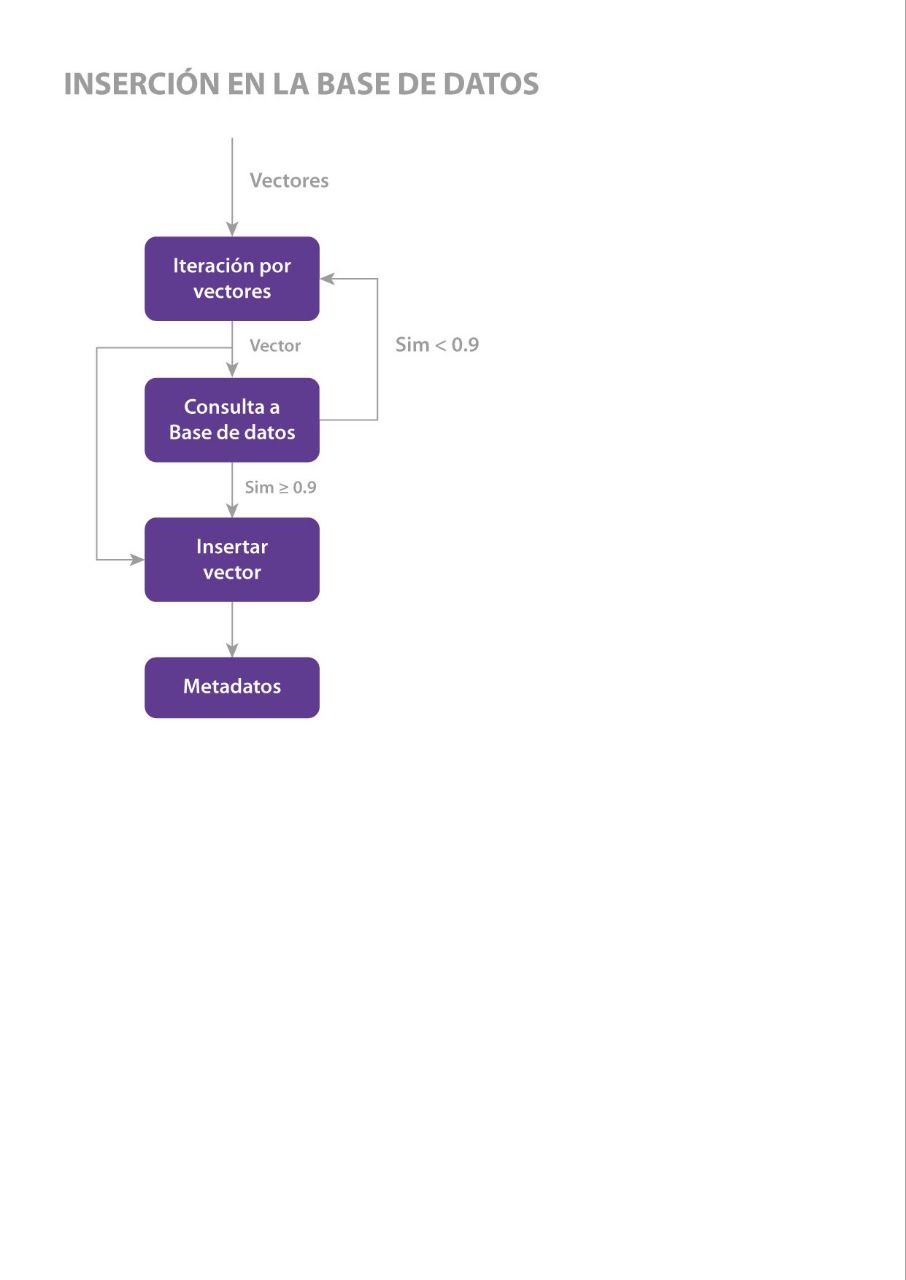 INSERCIÓN EN LA BASE DE DATOS
Vectores
Iteración por
vectores
Vector
Sim < 0.9
Consulta a
Base de datos
Sim ≥ 0.9
Insertar
vector
Metadatos